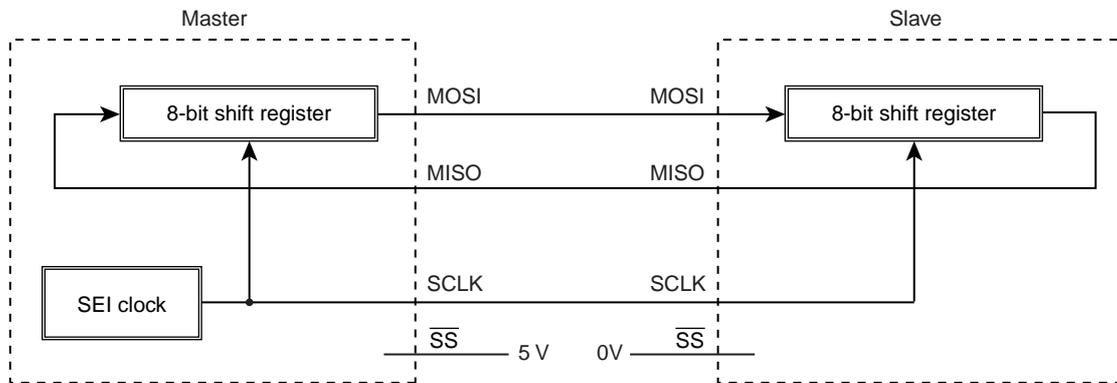 Master
Slave
8-bit shift register
MOSI
MOSI
8-bit shift register
MISO
MISO
SEI clock
SCLK
SCLK
SS
5 V
0V
SS